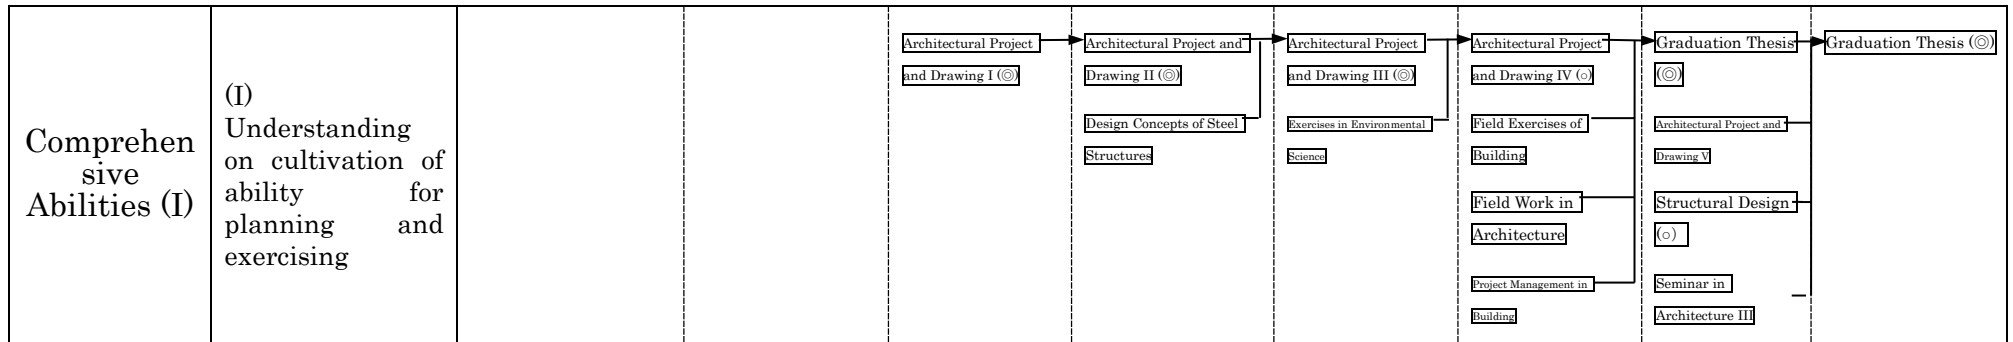 Comprehen
sive
Abilities (I)
(I)
Understanding
on cultivation of
ability for
planning and
exercising
Architectural Project
and Drawing I (◎)
Architectural Project and
Drawing II (◎)
Design Concepts of Steel
Structures
Architectural Project
and Drawing III (◎)
Exercises in Environmental
Science
Architectural Project
and Drawing IV (○)
Field Exercises of
Building
Field Work in
Architecture
Project Management in
Building
Graduation Thesis
(◎)
Architectural Project and
Drawing V
Structural Design
(○)
Seminar in
Architecture III
Graduation Thesis (◎)